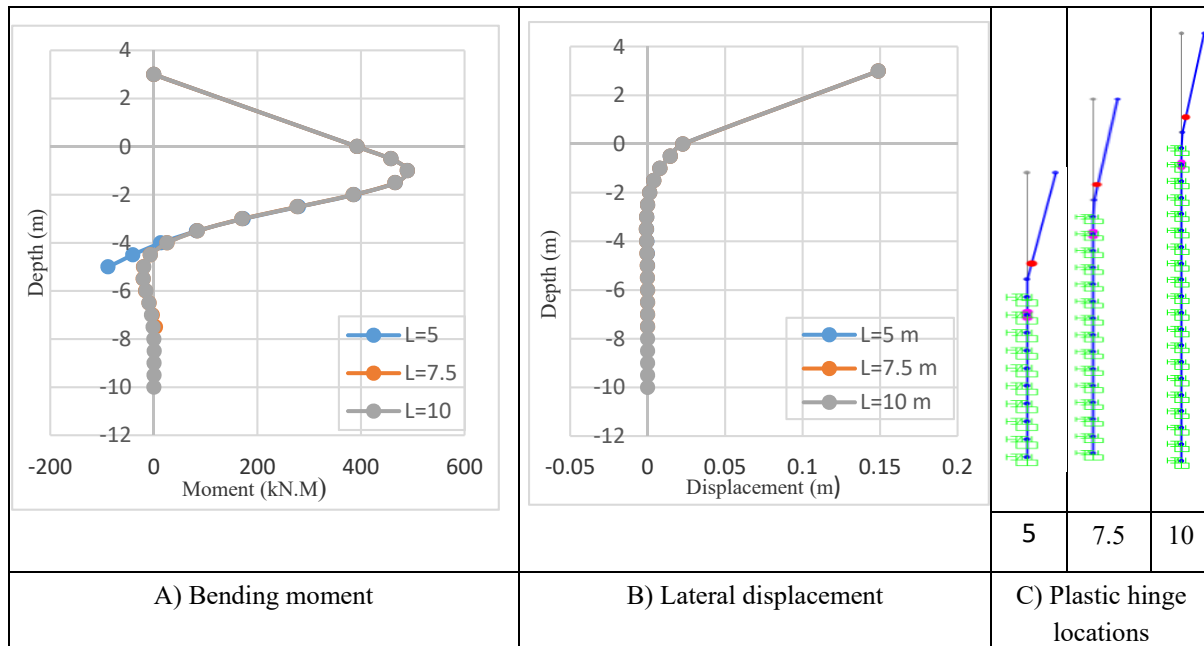 4
2
0
-2
-4
-6
-8
-10
-12
-200
0
200
400
600
Depth (m)
Moment (kN.M)
L=5
L=7.5
L=10
4
2
0
-2
-4
-6
-8
-10
-12
-0.05
0
0.05
0.1
0.15
0.2
Depth (m)
Displacement (m)
L=5 m
L=7.5 m
L=10 m
5
7.5
10
A) Bending moment
B) Lateral displacement
C) Plastic hinge
locations